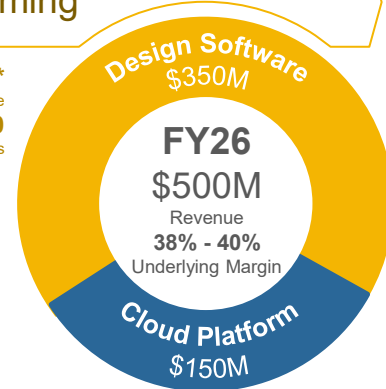 Design Software
$350M
FY26
$500M
Revenue
38% - 40%
Underlying Margin
Cloud Platform
$150M